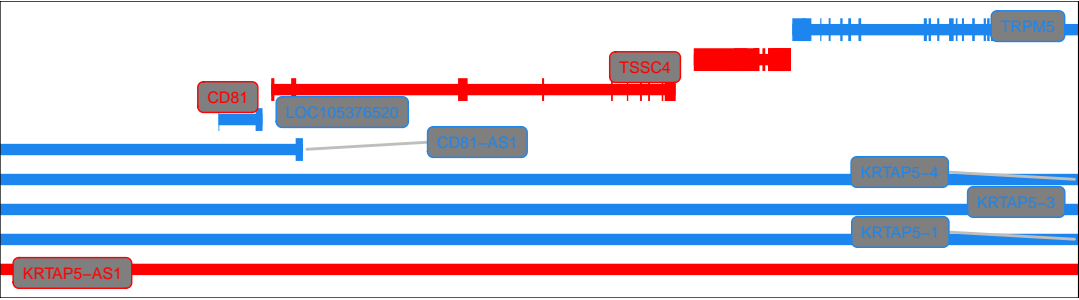 TRPM5
TSSC4
CD81
LOC105376520
CD81–AS1
KRTAP5–4
KRTAP5–3
KRTAP5–1
KRTAP5–AS1